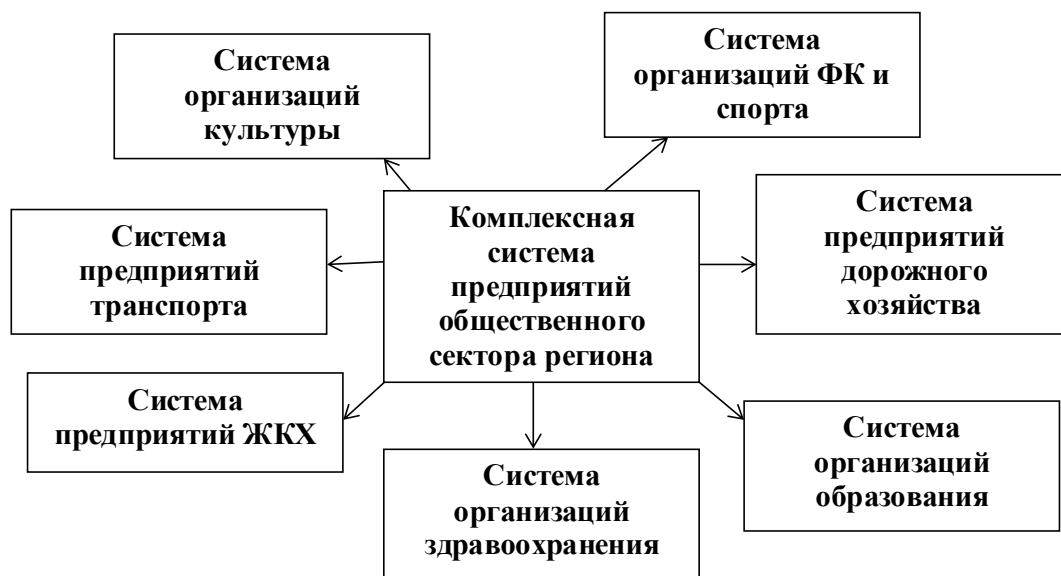 Система
организаций
культуры
Система
организаций ФК и
спорта
Система
предприятий
транспорта
Комплексная
система
предприятий
общественного
сектора региона
Система
предприятий
дорожного
хозяйства
Система
предприятий ЖКХ
Система
организаций
здравоохранения
Система
организаций
образования